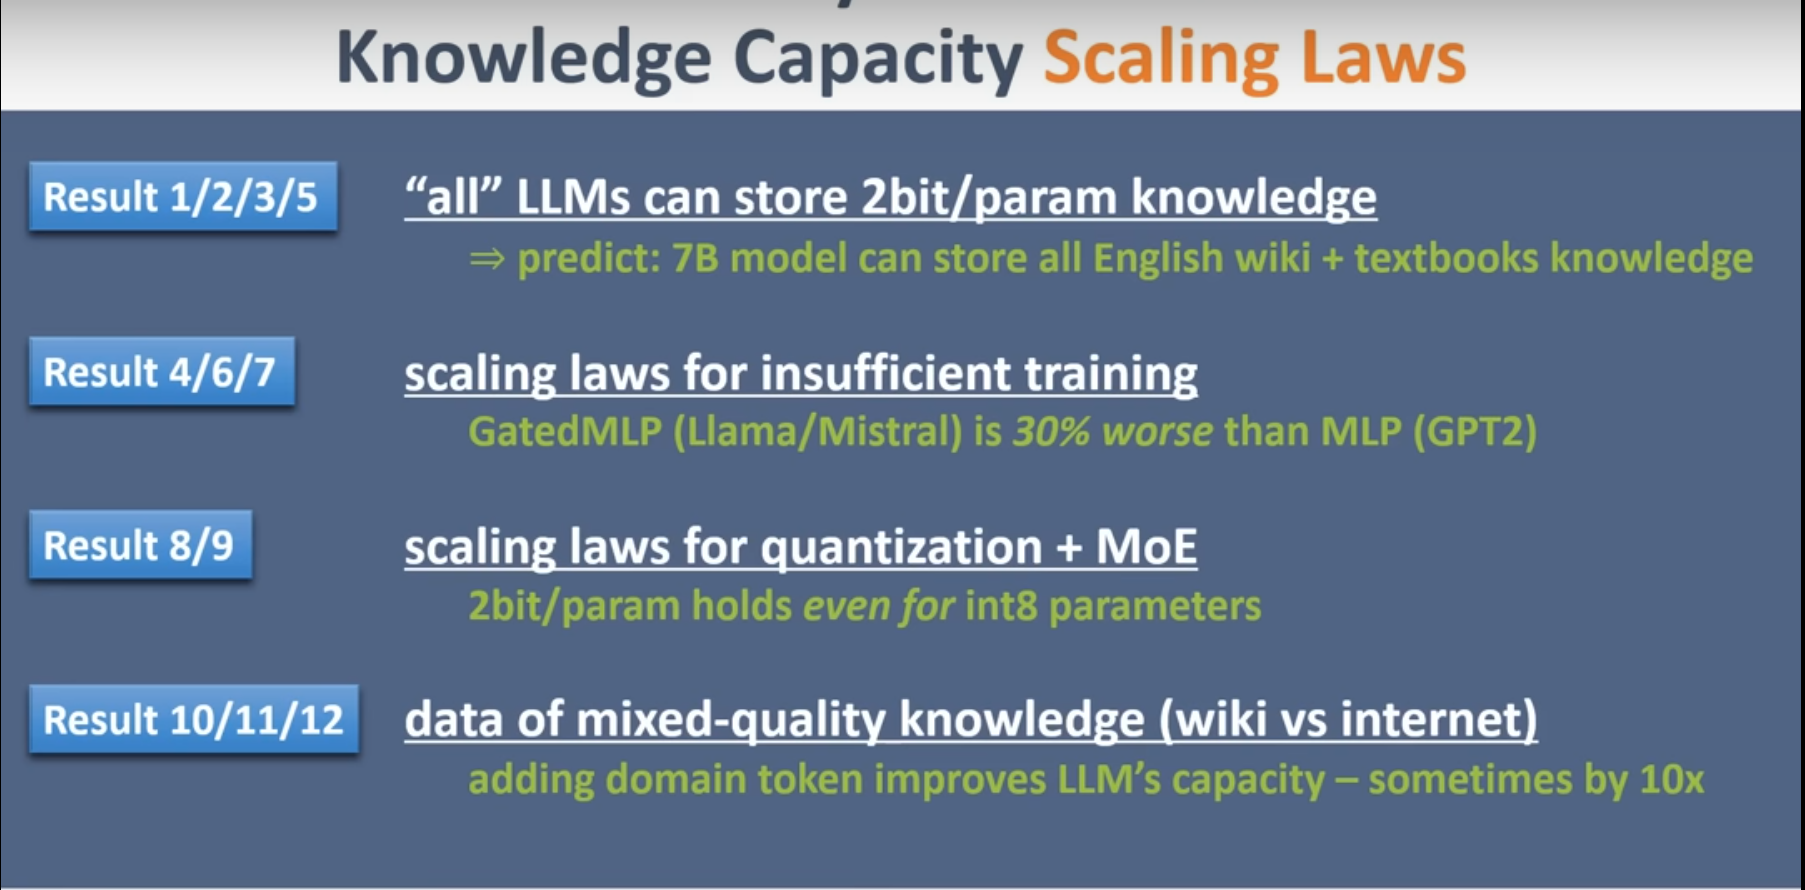 Knowledge Capacity Scaling Laws
Result 1/2/3/5
“all” LLMs can store 2bit/param knowledge
⇒ predict: 7B model can store all English wiki + textbooks knowledge
Result 4/6/7
scaling laws for insufficient training
GatedMLP (Llama/Mistral) is 30% worse than MLP (GPT2)
Result 8/9
scaling laws for quantization + MoE
2bit/param holds even for int8 parameters
Result 10/11/12
data of mixed-quality knowledge (wiki vs internet)
adding domain token improves LLM’s capacity – sometimes by 10x